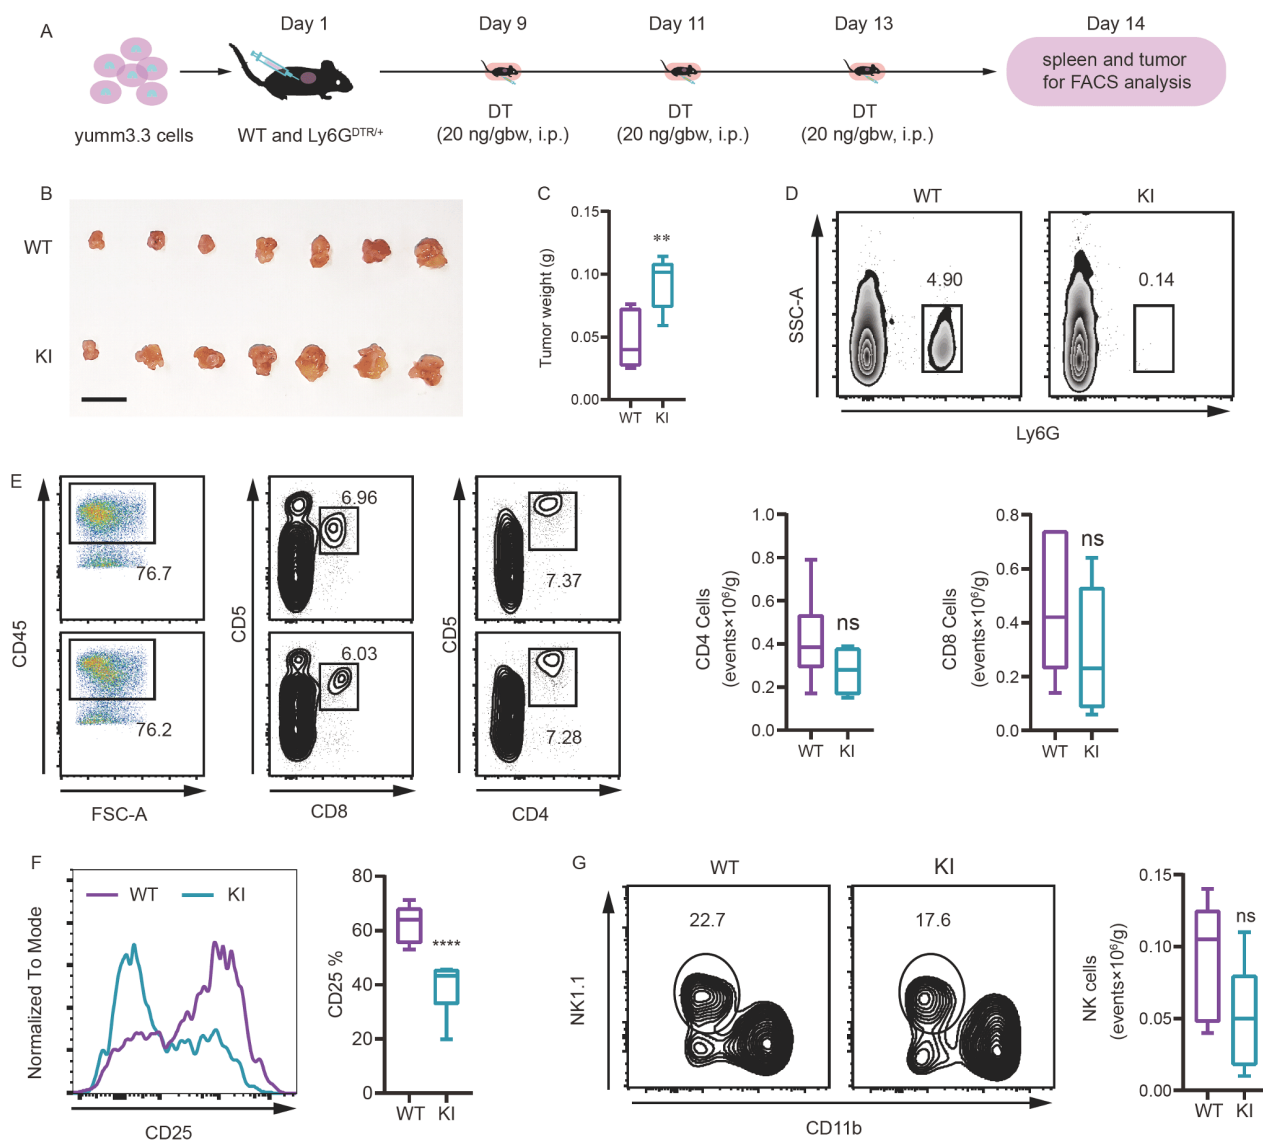 A
Day 1
Day 9
Day 11
Day 13
Day 14
spleen and tumor
for FACS analysis
yumm3.3 cells
WT and Ly6G^DTR/+
DT
(20 ng/gbw, i.p.)
DT
(20 ng/gbw, i.p.)
DT
(20 ng/gbw, i.p.)
B
WT
KI
C
Tumor weight (g)
0.15
0.10
0.05
0.00
**
WT
KI
D
WT
KI
SSC-A
4.90
0.14
Ly6G
E
CD45
76.7
76.2
FSC-A
CD5
6.96
6.03
CD8
CD5
7.37
7.28
CD4
CD4 Cells
(events×10⁶/g)
1.0
0.8
0.6
0.4
0.2
0.0
ns
WT
KI
CD8 Cells
(events×10⁶/g)
0.8
0.6
0.4
0.2
0.0
ns
WT
KI
F
Normalized To Mode
WT
KI
CD25
CD25 %
80
60
40
20
0
****
WT
KI
G
WT
KI
NK1.1
22.7
17.6
CD11b
NK cells
(events×10⁶/g)
0.15
0.10
0.05
0.00
ns
WT
KI